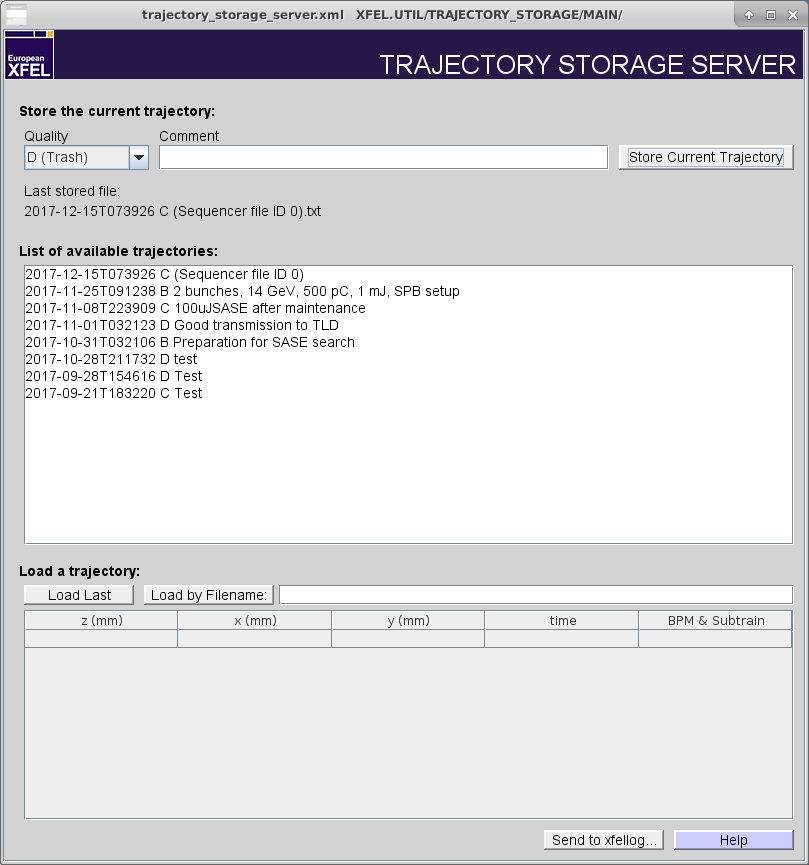 trajectory_storage_server.xml XFEL.UTIL/TRAJECTORY_STORAGE/MAIN/
European
XFEL
TRAJECTORY STORAGE SERVER
Store the current trajectory:
Quality Comment
D (Trash) Store Current Trajectory
Last stored file:
2017-12-15T073926 C (Sequencer file ID 0).txt
List of available trajectories:
2017-12-15T073926 C (Sequencer file ID 0)
2017-11-25T091238 B 2 bunches, 14 GeV, 500 pC, 1 mJ, SPB setup
2017-11-08T223909 C 100uJSASE after maintenance
2017-11-01T032123 D Good transmission to TLD
2017-10-31T032106 B Preparation for SASE search
2017-10-28T211732 D test
2017-09-28T154616 D Test
2017-09-21T183220 C Test
Load a trajectory:
Load Last Load by Filename:
z (mm) x (mm) y (mm) time BPM & Subtrain
Send to xfellog... Help